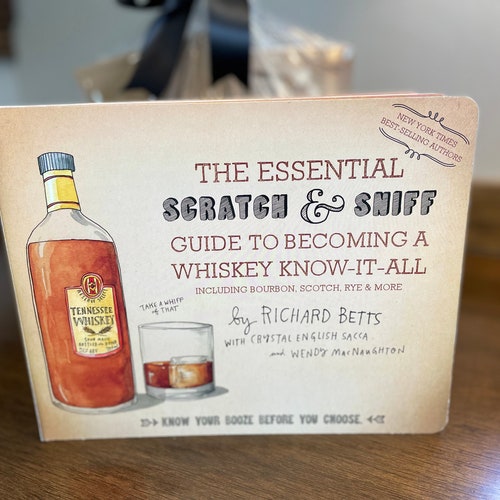 NEW YORK TIMES
BEST-SELLING AUTHORS
THE ESSENTIAL
SCRATCH & SNIFF
GUIDE TO BECOMING A
WHISKEY KNOW-IT-ALL
INCLUDING BOURBON, SCOTCH, RYE & MORE
by RICHARD BETTS
WITH CRYSTAL ENGLISH SACCA
and WENDY MACNAUGHTON
TAKE A WHIFF
of THAT
TENNESSEE
WHISKEY
SOUR MASH
KNOW YOUR BOOZE BEFORE YOU CHOOSE.